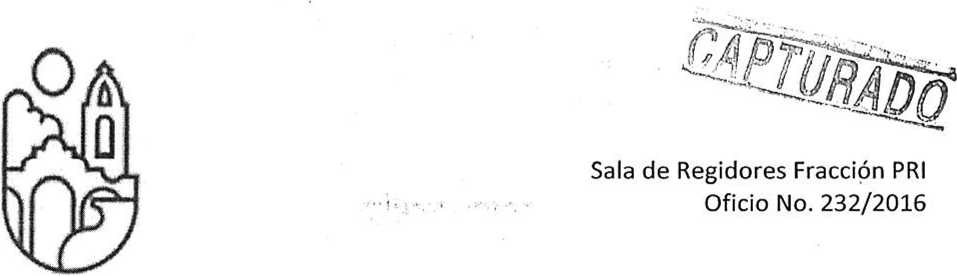 CAPTURADO
Sala de Regidores Fracción PRI
Oficio No. 232/2016